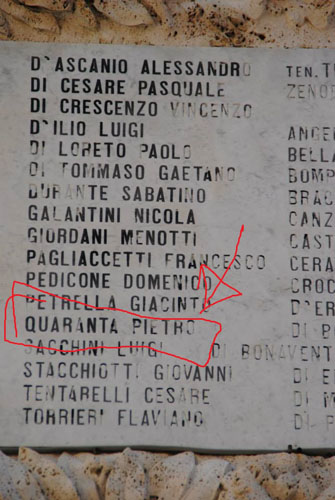 D'ASCANIO ALESSANDRO TEN. T
DI CESARE PASQUALE ZENO
DI CRESCENZO VINCENZO
D'ILIO LUIGI ANGE
DI LORETO PAOLO BELLA
DI TOMMASO GAETANO BOMP
DURANTE SABATINO BRAC
GALANTINI NICOLA CANZ
GIORDANI MENOTTI CAST
PAGLIACCETTI FRANCESCO CERA
PEDICONE DOMENICO CROC
PETRELLA GIACINTO D'ER
QUARANTA PIETRO DI B
SACCHINI LUIGI DI BONAVENT
STACCHIOTTI GIOVANNI DI E
TENTARELLI CESARE DI M
TORRIERI FLAVIANO DI P